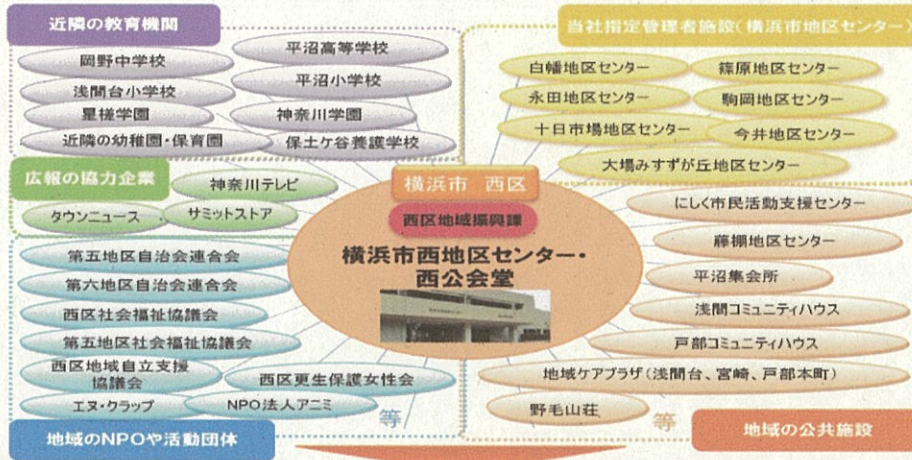 近隣の教育機関
岡野中学校
平沼高等学校
浅間台小学校
平沼小学校
星槎学園
神奈川学園
近隣の幼稚園・保育園
保土ケ谷養護学校
当社指定管理者施設(横浜市地区センター)
白幡地区センター
篠原地区センター
永田地区センター
駒岡地区センター
十日市場地区センター
今井地区センター
大場みすずが丘地区センター
広報の協力企業
神奈川テレビ
タウンニュース
サミットストア
横浜市 西区
西区地域振興課
横浜市西地区センター・
西公会堂
第五地区自治会連合会
第六地区自治会連合会
西区社会福祉協議会
第五地区社会福祉協議会
西区地域自立支援
協議会
西区更生保護女性会
エヌ・クラップ
NPO法人アニミ
等
地域のNPOや活動団体
にしく市民活動支援センター
藤棚地区センター
平沼集会所
浅間コミュニティハウス
戸部コミュニティハウス
地域ケアプラザ(浅間台、宮崎、戸部本町)
野毛山荘
等
地域の公共施設